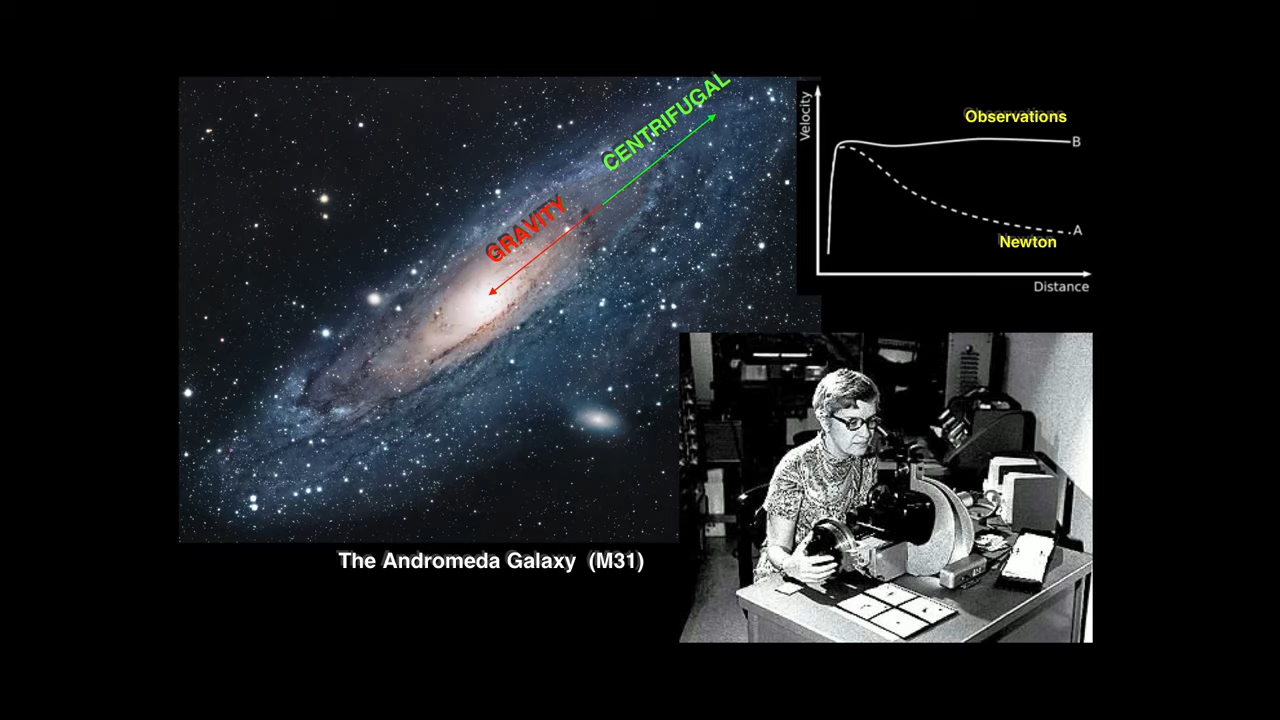 CENTRIFUGAL
GRAVITY
The Andromeda Galaxy (M31)
Velocity
Observations
B
A
Newton
Distance